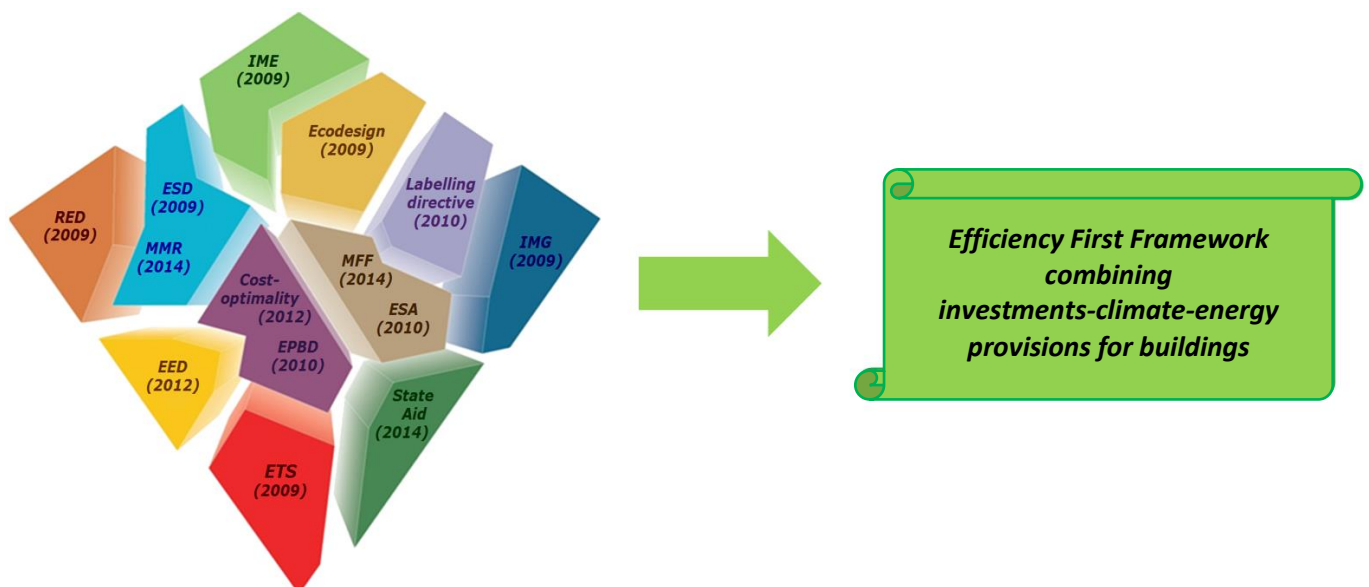 IME
(2009)
Ecodesign
(2009)
Labelling
directive
(2010)
IMG
(2009)
RED
(2009)
ESD
(2009)
MMR
(2014)
Cost-
optimality
(2012)
EPBD
(2010)
MFF
(2014)
ESA
(2010)
EED
(2012)
State
Aid
(2014)
ETS
(2009)
Efficiency First Framework
combining
investments-climate-energy
provisions for buildings